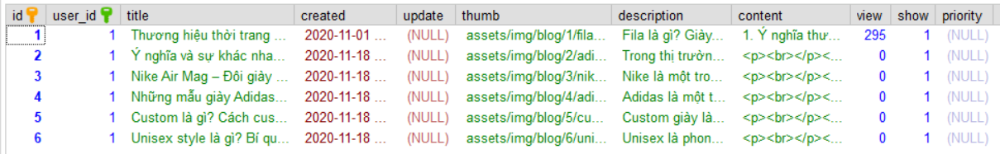 id user_id title created update thumb description content view show priority
1 1 Thương hiệu thời trang ... 2020-11-01 ... (NULL) assets/img/blog/1/fila... Fila là gì? Giày... 1. Ý nghĩa thư... 295 1 (NULL)
2 1 Ý nghĩa và sự khác nha... 2020-11-18 ... (NULL) assets/img/blog/2/adi... Trong thị trườn... <p><br></p><... 0 1 (NULL)
3 1 Nike Air Mag – Đôi giày ... 2020-11-18 ... (NULL) assets/img/blog/3/nik... Nike là một tro... <p><br></p><... 0 1 (NULL)
4 1 Những mẫu giày Adidas... 2020-11-18 ... (NULL) assets/img/blog/4/adi... Adidas là một t... <p><br></p><... 0 1 (NULL)
5 1 Custom là gì? Cách cus... 2020-11-18 ... (NULL) assets/img/blog/5/cu... Custom giày là... <p><br></p><... 0 1 (NULL)
6 1 Unisex style là gì? Bí qu... 2020-11-18 ... (NULL) assets/img/blog/6/uni... Unisex là phon... <p><br></p><... 0 1 (NULL)